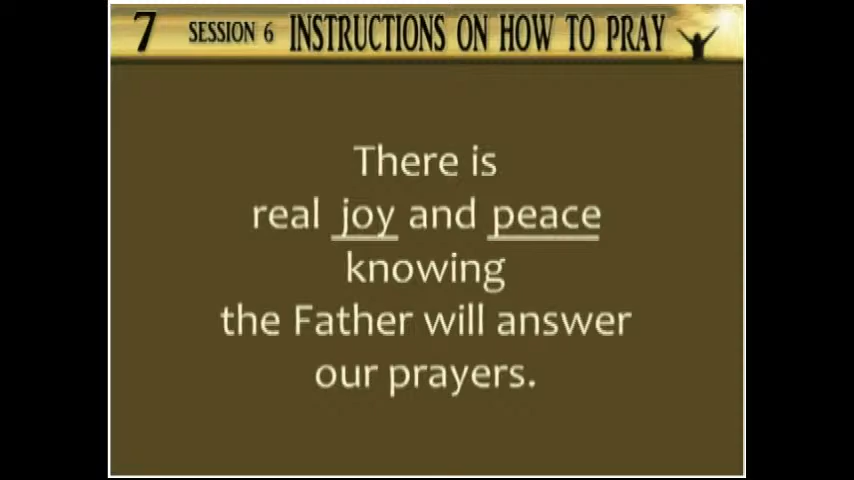 7 SESSION 6 INSTRUCTIONS ON HOW TO PRAY
There is
real joy and peace
knowing
the Father will answer
our prayers.